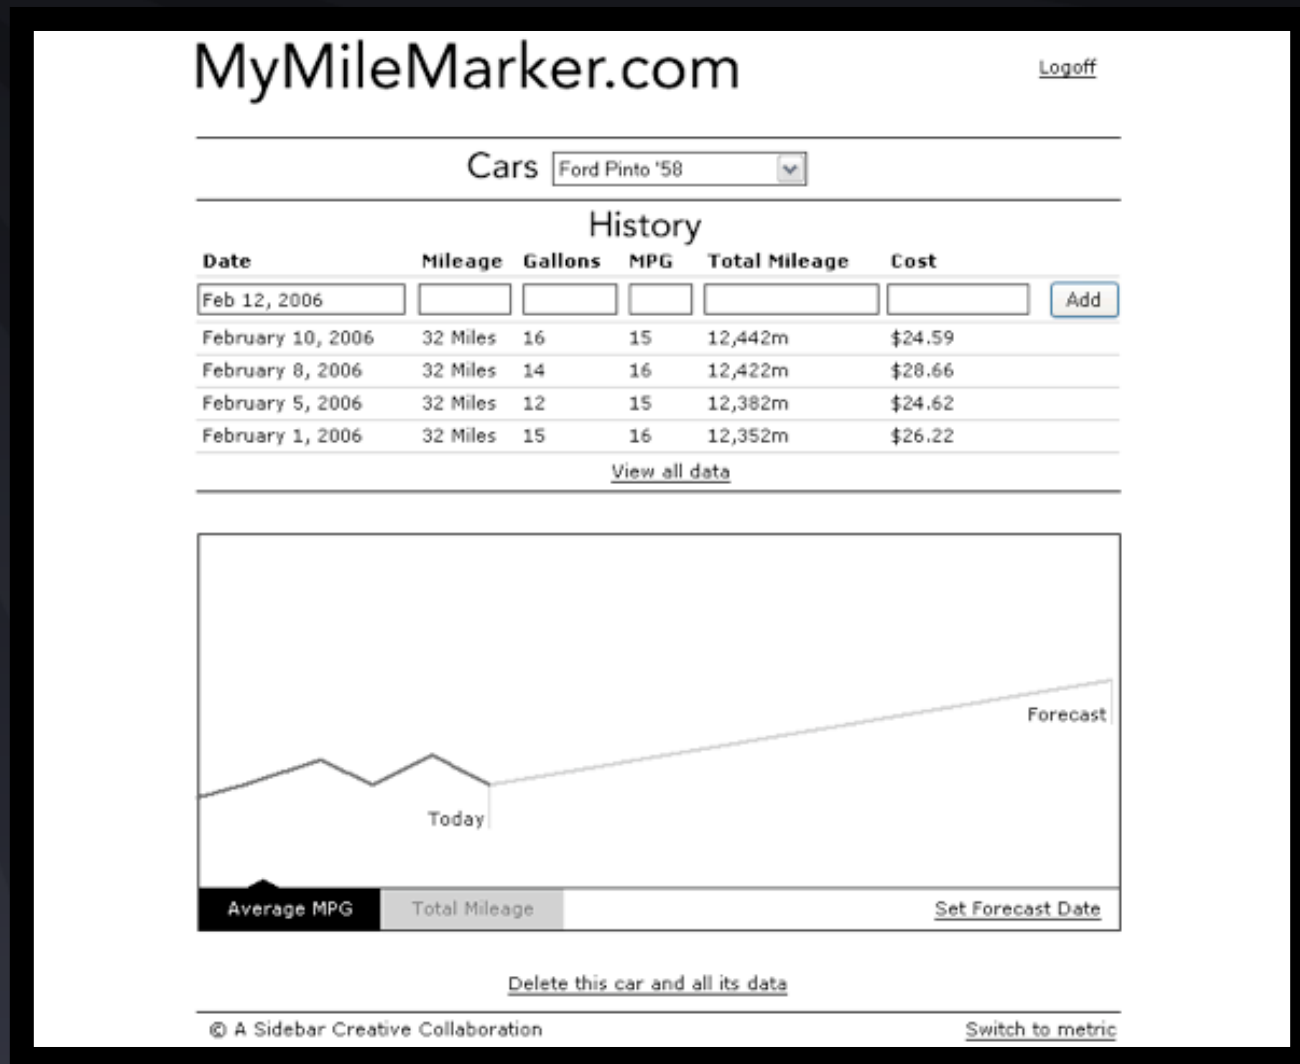 MyMileMarker.com
Logoff
Cars Ford Pinto '58
History
Date Mileage Gallons MPG Total Mileage Cost
Feb 12, 2006 Add
February 10, 2006 32 Miles 16 15 12,442m $24.59
February 8, 2006 32 Miles 14 16 12,422m $28.66
February 5, 2006 32 Miles 12 15 12,382m $24.62
February 1, 2006 32 Miles 15 16 12,352m $26.22
View all data
Forecast
Today
Average MPG Total Mileage Set Forecast Date
Delete this car and all its data
© A Sidebar Creative Collaboration Switch to metric